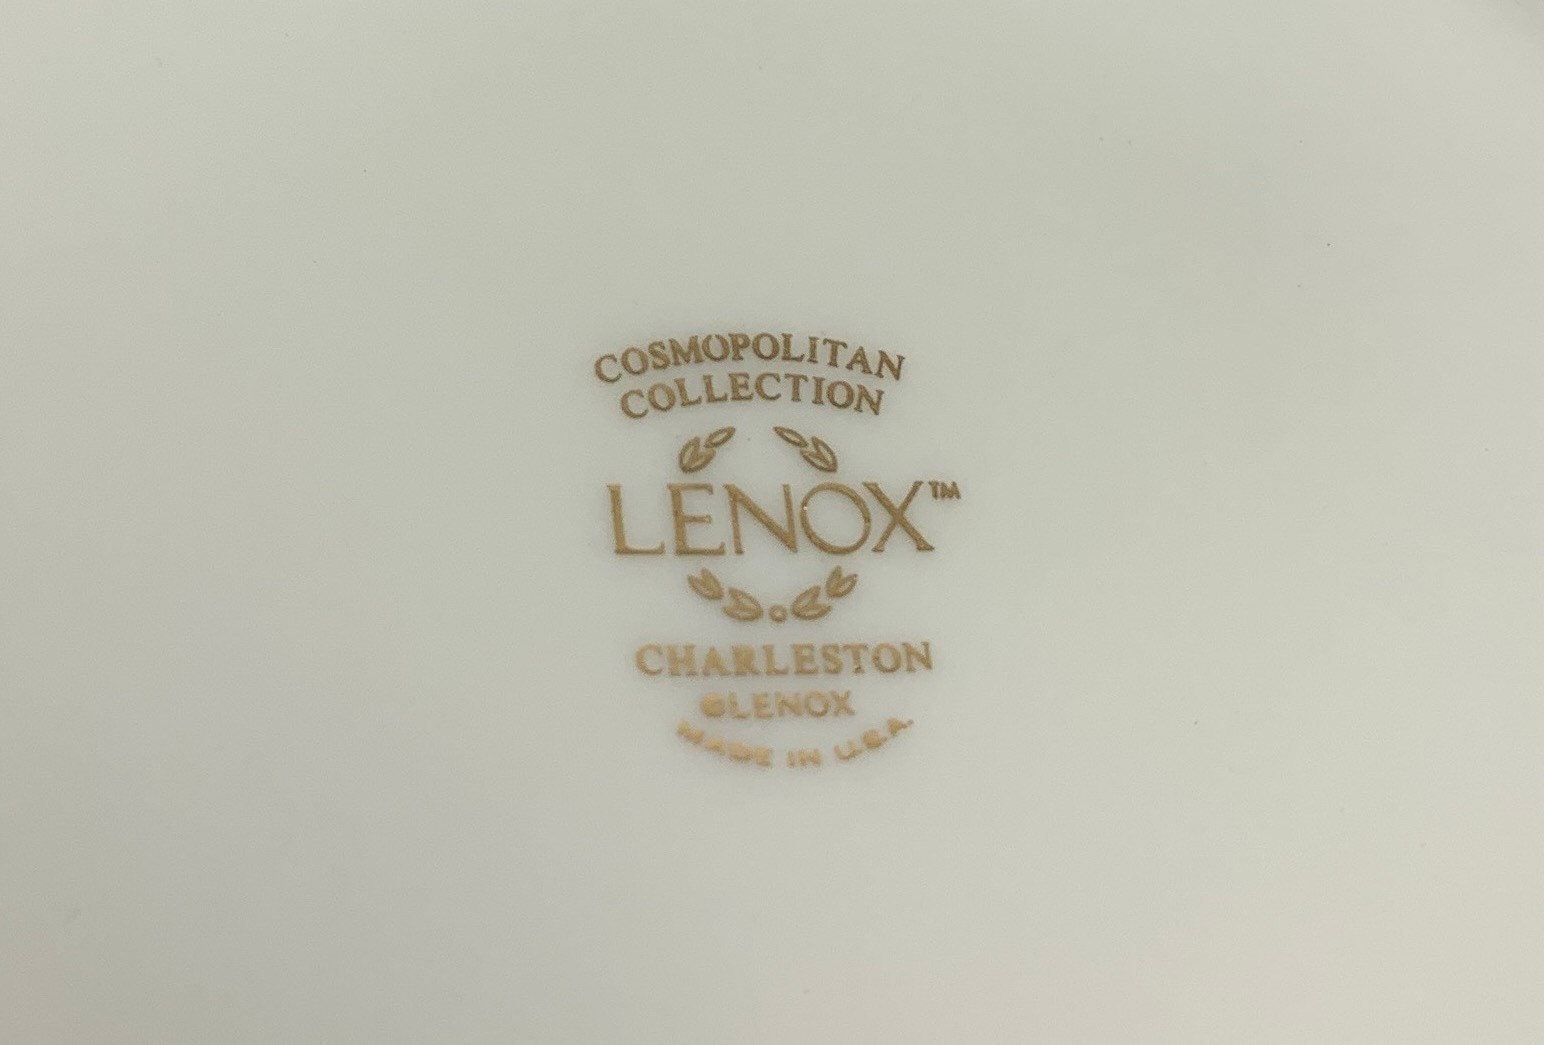 COSMOPOLITAN
COLLECTION
LENOX™
CHARLESTON
©LENOX
MADE IN U.S.A.